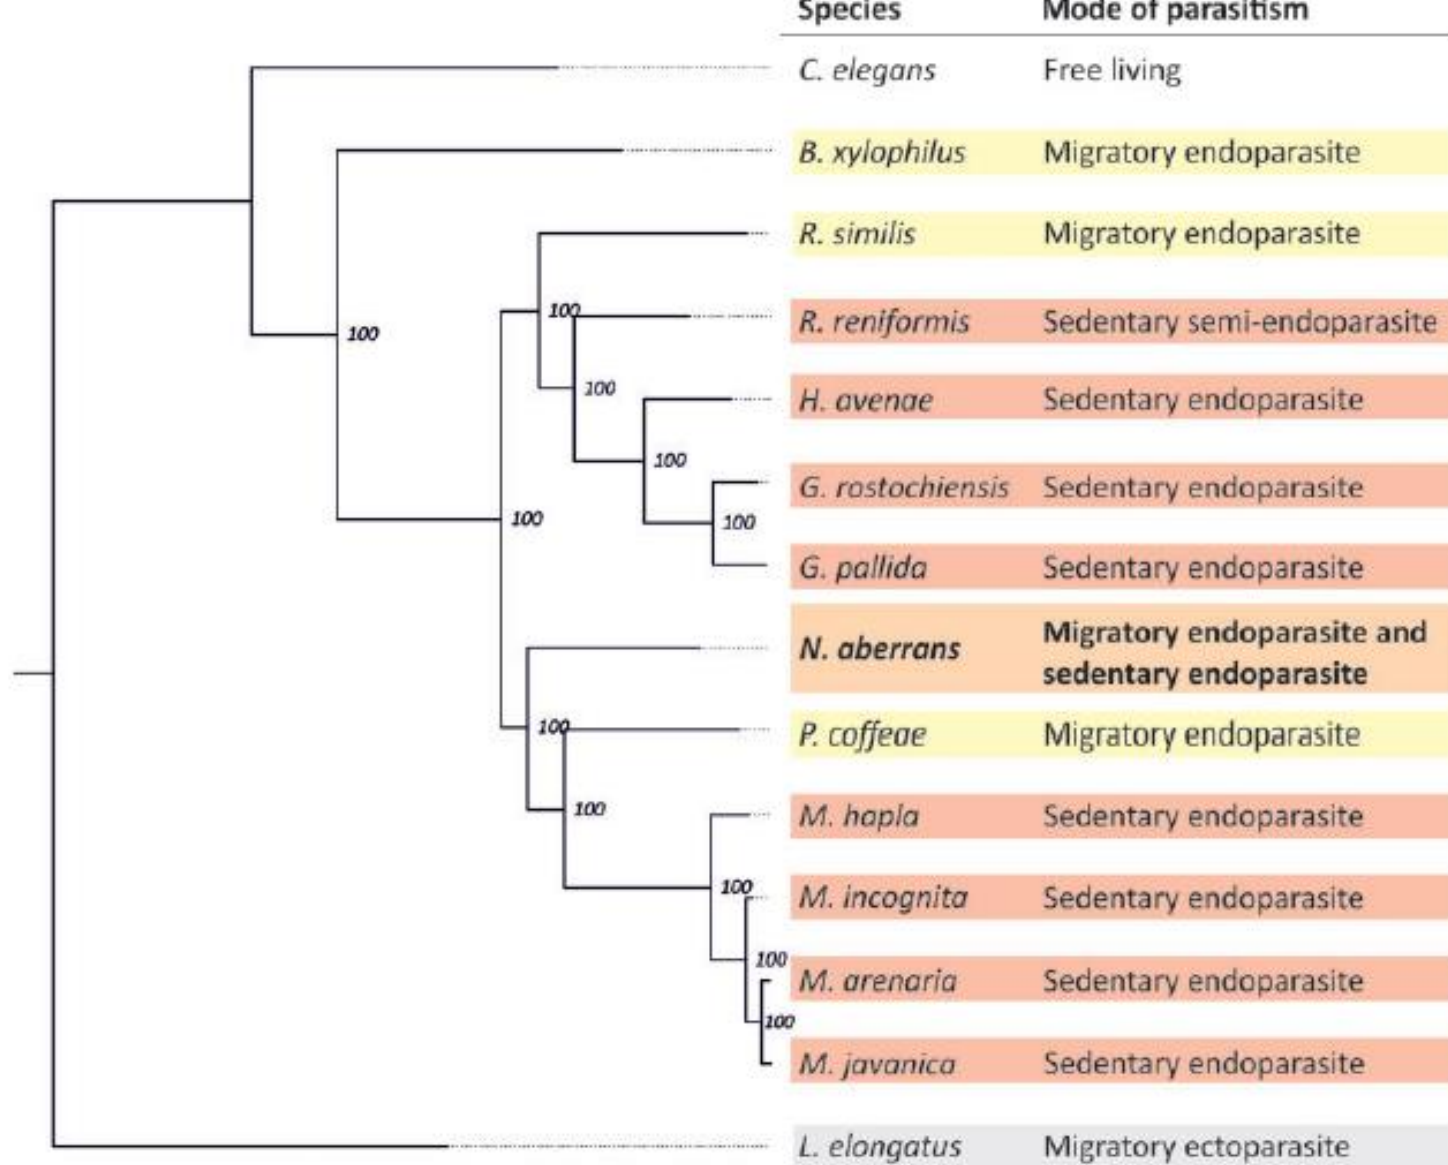 Species Mode of parasitism
C. elegans Free living
B. xylophilus Migratory endoparasite
R. similis Migratory endoparasite
100
R. reniformis Sedentary semi-endoparasite
100
100
H. avenae Sedentary endoparasite
100
G. rostochiensis Sedentary endoparasite
100
100
G. pallida Sedentary endoparasite
N. aberrans Migratory endoparasite and
sedentary endoparasite
100
P. coffeae Migratory endoparasite
100
M. hapla Sedentary endoparasite
100
M. incognita Sedentary endoparasite
100
M. arenaria Sedentary endoparasite
100
M. javanica Sedentary endoparasite
L. elongatus Migratory ectoparasite